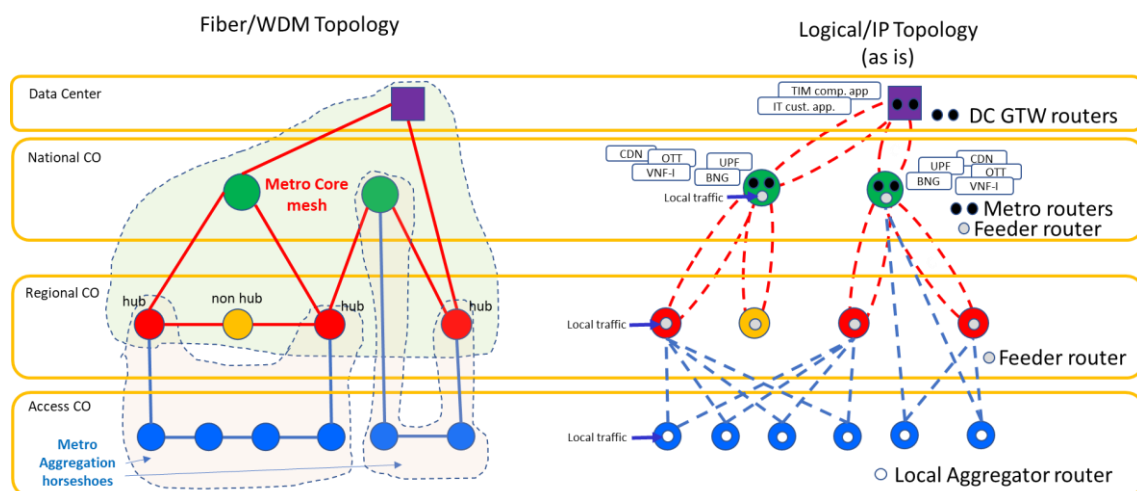 Fiber/WDM Topology
Logical/IP Topology
(as is)
Data Center
TIM comp. app
IT cust. app.
DC GTW routers
National CO
Metro Core
mesh
CDN
OTT
UPF
VNF-I
BNG
Local traffic
UPF
CDN
OTT
BNG
VNF-I
Metro routers
Feeder router
Regional CO
hub
non hub
hub
hub
Local traffic
Feeder router
Access CO
Metro
Aggregation
horseshoes
Local traffic
Local Aggregator router